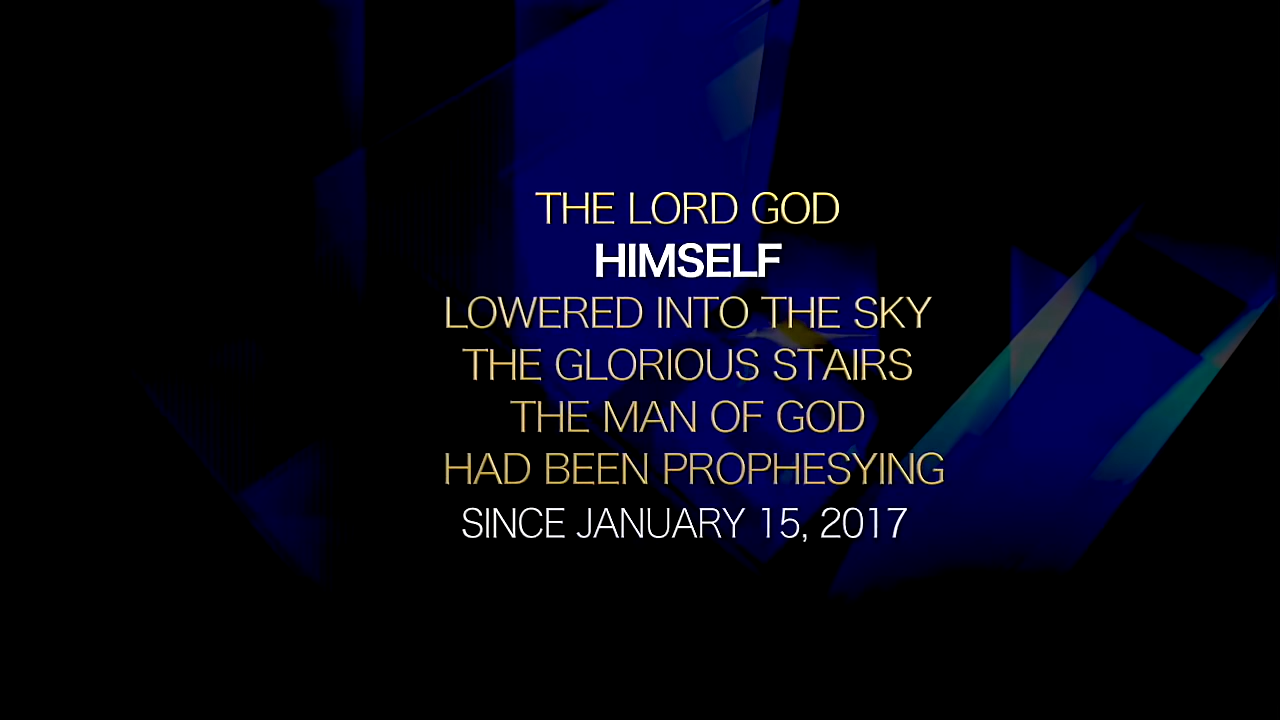 THE LORD GOD
HIMSELF
LOWERED INTO THE SKY
THE GLORIOUS STAIRS
THE MAN OF GOD
HAD BEEN PROPHESYING
SINCE JANUARY 15, 2017